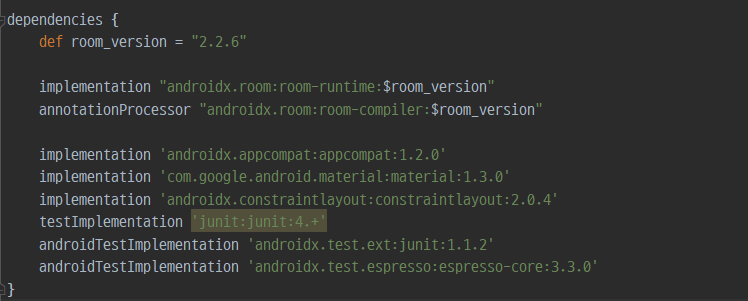 dependencies {
def room_version = "2.2.6"
implementation "androidx.room:room-runtime:$room_version"
annotationProcessor "androidx.room:room-compiler:$room_version"
implementation 'androidx.appcompat:appcompat:1.2.0'
implementation 'com.google.android.material:material:1.3.0'
implementation 'androidx.constraintlayout:constraintlayout:2.0.4'
testImplementation 'junit:junit:4.+'
androidTestImplementation 'androidx.test.ext:junit:1.1.2'
androidTestImplementation 'androidx.test.espresso:espresso-core:3.3.0'
}